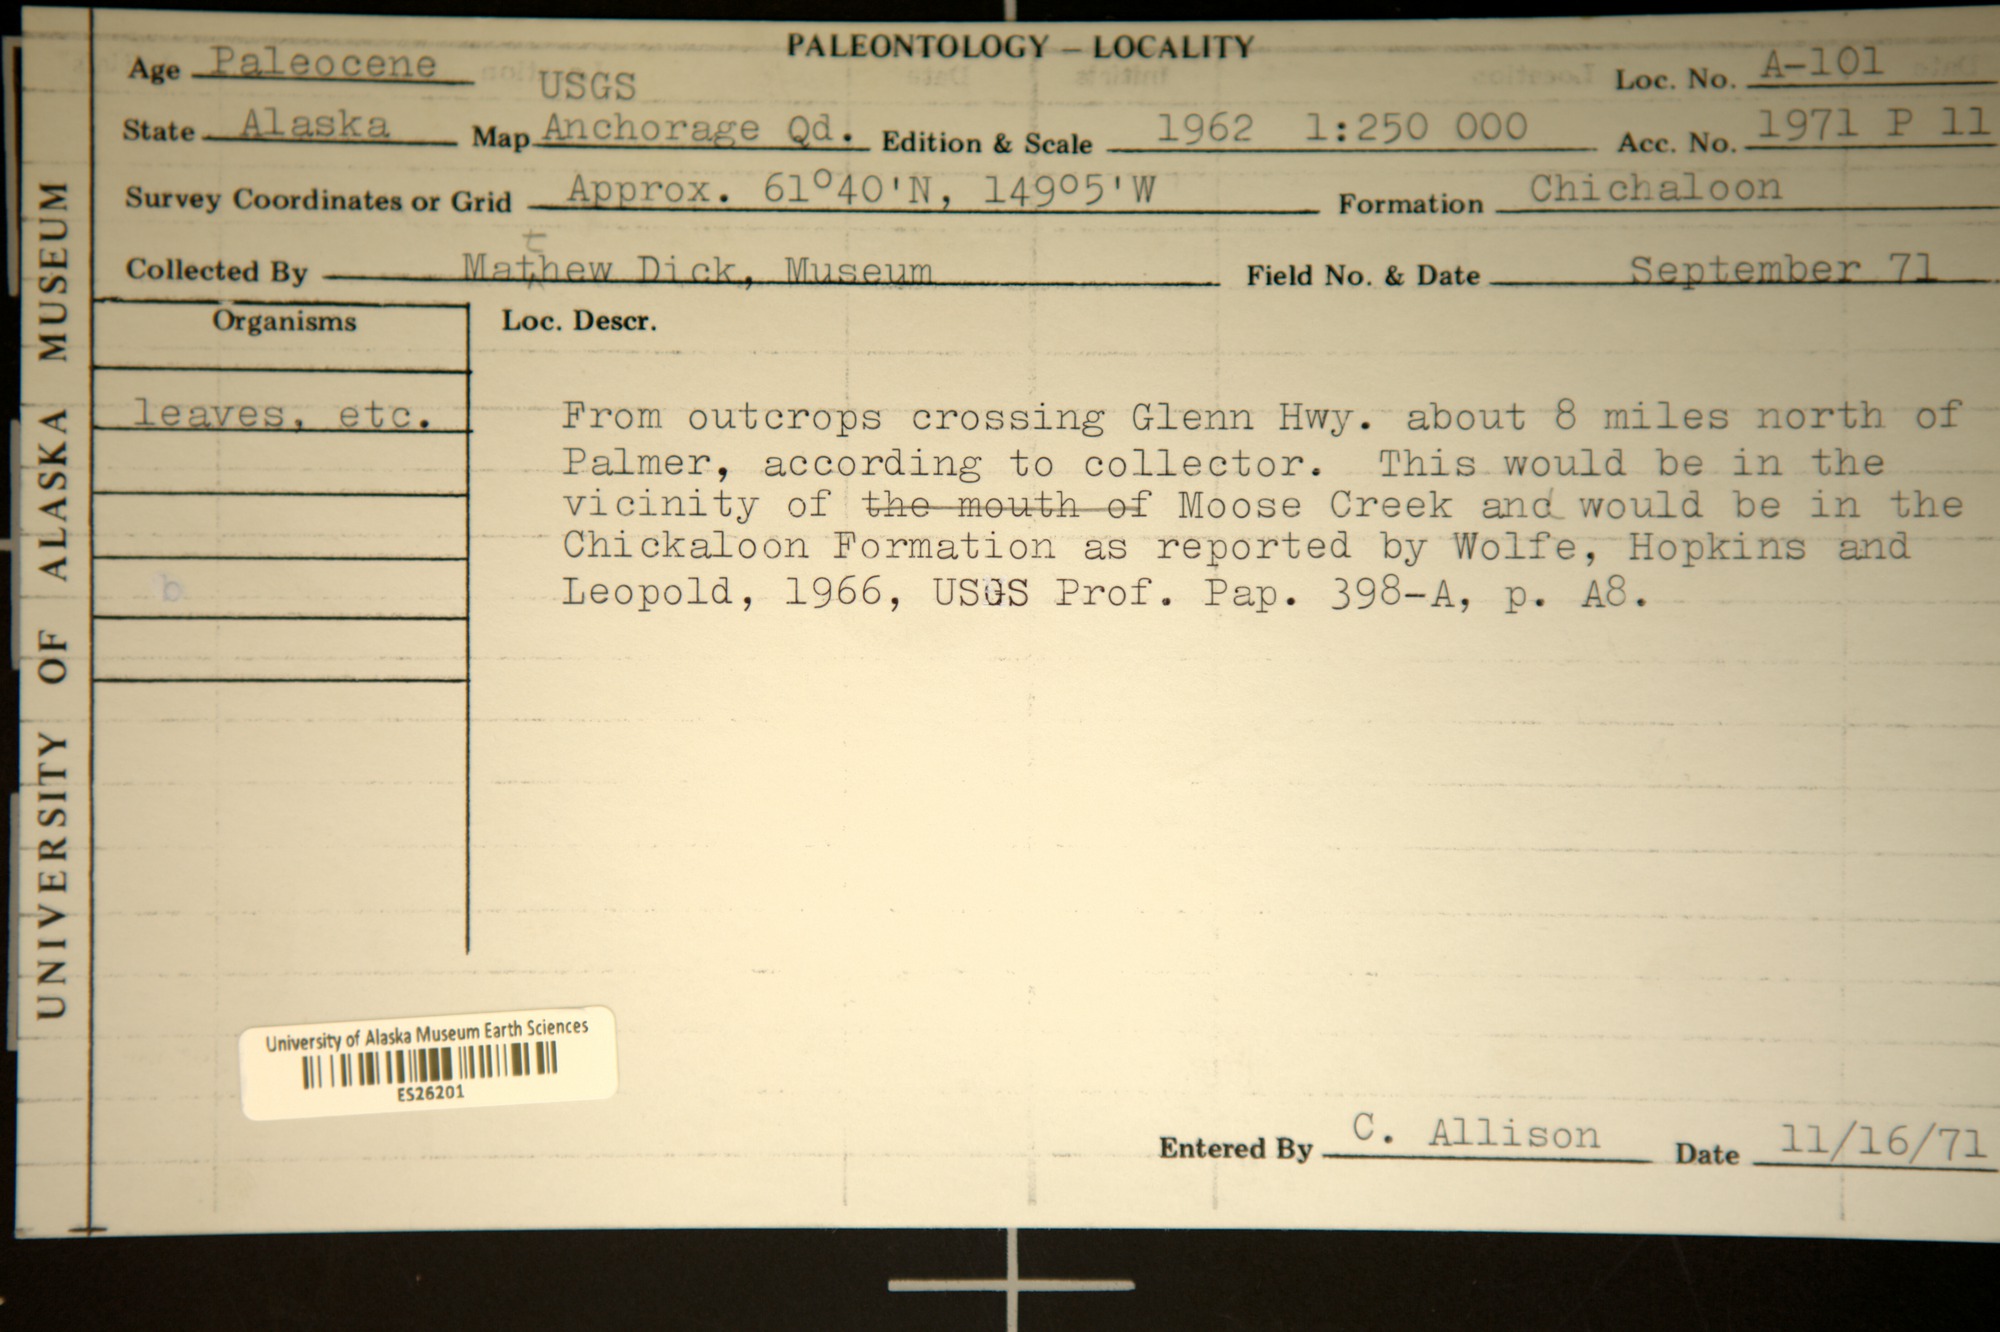 PALEONTOLOGY – LOCALITY
Age Paleocene
Loc. No. A-101
USGS
State Alaska Map Anchorage Qd. Edition & Scale 1962 1:250 000 Acc. No. 1971 P 11
Survey Coordinates or Grid Approx. 61°40'N, 149°5'W Formation Chichaloon
t
Collected By Mathew Dick, Museum Field No. & Date September 71
Organisms Loc. Descr.
leaves, etc.
From outcrops crossing Glenn Hwy. about 8 miles north of
Palmer, according to collector. This would be in the
vicinity of the mouth of Moose Creek and would be in the
Chickaloon Formation as reported by Wolfe, Hopkins and
Leopold, 1966, USGS Prof. Pap. 398-A, p. A8.
b
UNIVERSITY OF ALASKA MUSEUM
University of Alaska Museum Earth Sciences
ES26201
Entered By C. Allison Date 11/16/71